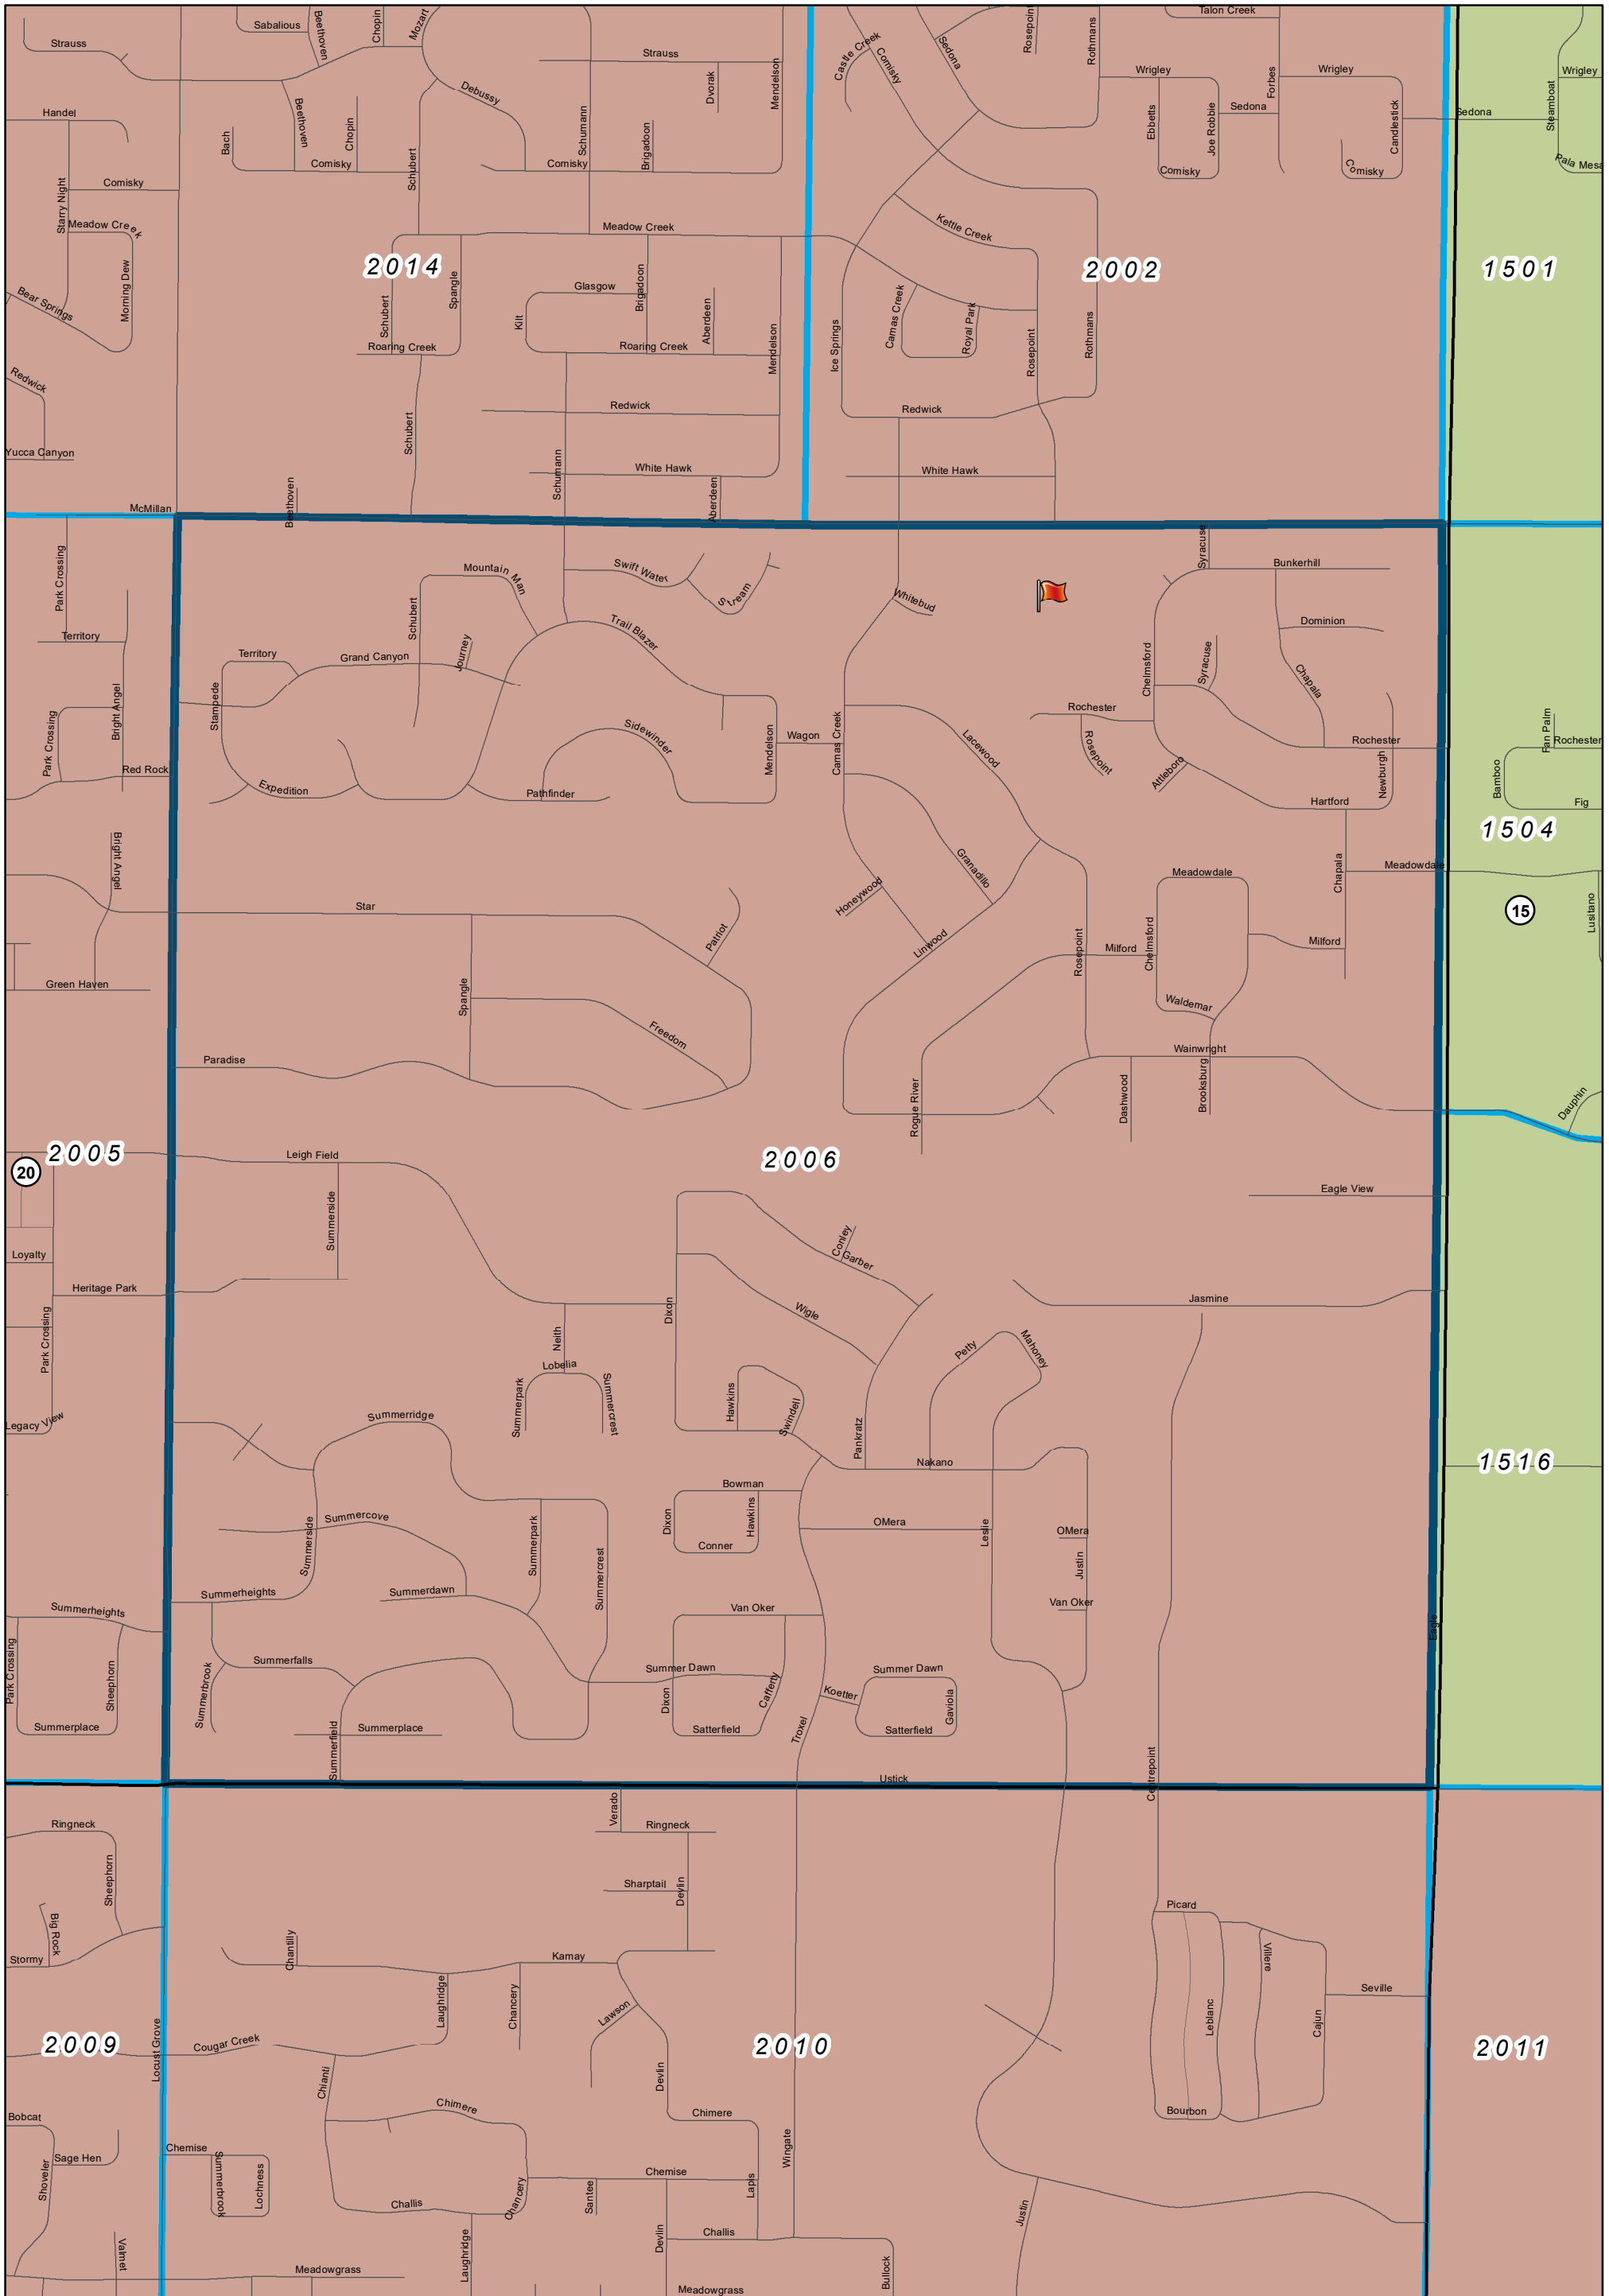 Talon Creek
Sabalious
Beethoven
Chopin
Mozart
Strauss
Strauss
Castle Creek
Comisky
Sedona
Rosepoint
Rothmans
Wrigley
Forbes
Wrigley
Wrigley
Debussy
Dvorak
Mendelson
Steamboat
Handel
Beethoven
Chopin
Bach
Schumann
Brigadoon
Ebbetts
Joe Robbie
Sedona
Candlestick
Sedona
Comisky
Comisky
Schubert
Comisky
Comisky
Pala Mesa
Comisky
Starry Night
Meadow Creek
Meadow Creek
Kettle Creek
2014
2002
1501
Morning Dew
Bear Springs
Spangle
Schubert
Glasgow
Brigadoon
Kilt
Aberdeen
Camas Creek
Royal Park
Ice Springs
Rosepoint
Rothmans
Roaring Creek
Roaring Creek
Mendelson
Redwick
Redwick
Redwick
Schubert
Yucca Canyon
Schumann
White Hawk
White Hawk
McMillan
Beethoven
Aberdeen
Park Crossing
Mountain Man
Swift Water
Stream
Syracuse
Bunkerhill
Whitebud
Territory
Schubert
Trail Blazer
Dominion
Territory
Grand Canyon
Journey
Chelmsford
Syracuse
Chapala
Bright Angel
Stampede
Park Crossing
Sidewinder
Mendelson
Wagon
Camas Creek
Lacewood
Rochester
Rosepoint
Rochester
Fan Palm
Rochester
Red Rock
Expedition
Pathfinder
Attleboro
Newburgh
Hartford
Bamboo
Fig
1504
Bright Angel
Granadillo
Honeywood
Chapala
Meadowdale
Meadowdale
Star
Patriot
Linwood
Rosepoint
Milford
Chelmsford
Milford
15
Lusitano
Green Haven
Spangle
Freedom
Waldemar
Paradise
Wainwright
Rogue River
Dashwood
Brooksburg
Dauphin
2005
20
Leigh Field
2006
Summerside
Eagle View
Loyalty
Conley
Garber
Heritage Park
Park Crossing
Jasmine
Dixon
Wigle
Neith
Petty
Mahoney
Lobelia
Summerpark
Summercrest
Hawkins
Swindell
Legacy View
Summerridge
Pankratz
Nakano
1516
Bowman
Dixon
Hawkins
Summercove
OMera
Leslie
OMera
Summerside
Summerpark
Conner
Justin
Summerheights
Summerdawn
Summercrest
Summerheights
Van Oker
Van Oker
Eagle
Park Crossing
Sheephorn
Summerfalls
Summer Dawn
Summer Dawn
Summerbrook
Dixon
Cafferty
Koetter
Gaviola
Summerplace
Summerplace
Summerfield
Satterfield
Troxel
Satterfield
Centrepoint
Ustick
Ringneck
Verado
Ringneck
Sheephorn
Sharptail
Devlin
Big Rock
Picard
Stormy
Chantilly
Kamay
Villere
Laughridge
Chancery
Lawson
Seville
Leblanc
Cajun
2009
Locust Grove
Cougar Creek
2010
2011
Chianti
Devlin
Bobcat
Chimere
Chimere
Bourbon
Sage Hen
Chemise
Wingate
Shoveler
Summerbrook
Lochness
Chemise
Lapis
Chancery
Santee
Challis
Justin
Valmet
Laughridge
Devlin
Challis
Bullock
Meadowgrass
Meadowgrass